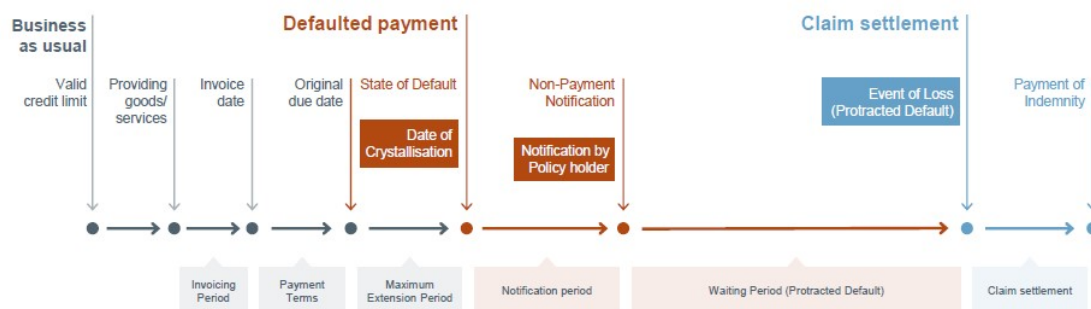 Business
as usual
Defaulted payment
Claim settlement
Valid
credit limit
Providing
goods/
services
Invoice
date
Original
due date
State of Default
Date of
Crystallisation
Non-Payment
Notification
Notification by
Policy holder
Event of Loss
(Protracted Default)
Payment of
Indemnity
Invoicing
Period
Payment
Terms
Maximum
Extension Period
Notification period
Waiting Period (Protracted Default)
Claim settlement